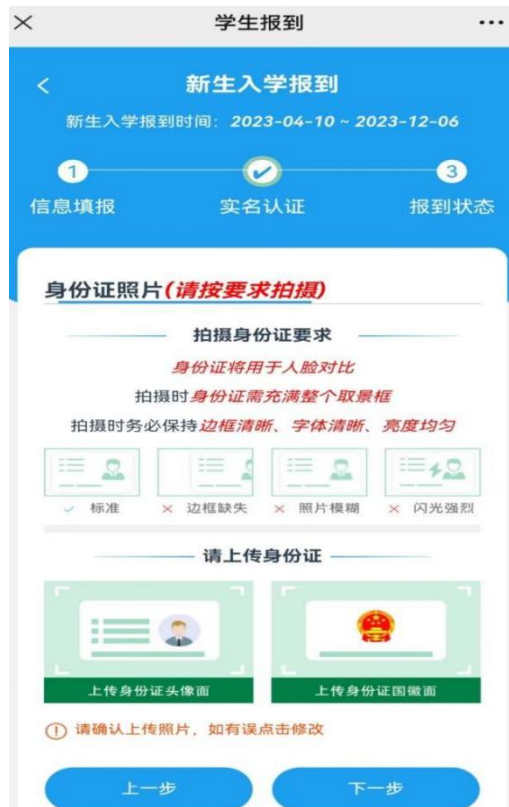 学生报到
新生入学报到
新生入学报到时间：2023-04-10 ~ 2023-12-06
1
3
信息填报
实名认证
报到状态
身份证照片(请按要求拍摄)
拍摄身份证要求
身份证将用于人脸对比
拍摄时身份证需充满整个取景框
拍摄时务必保持边框清晰、字体清晰、亮度均匀
标准
边框缺失
照片模糊
闪光强烈
请上传身份证
上传身份证头像面
上传身份证国徽面
请确认上传照片，如有误点击修改
上一步
下一步